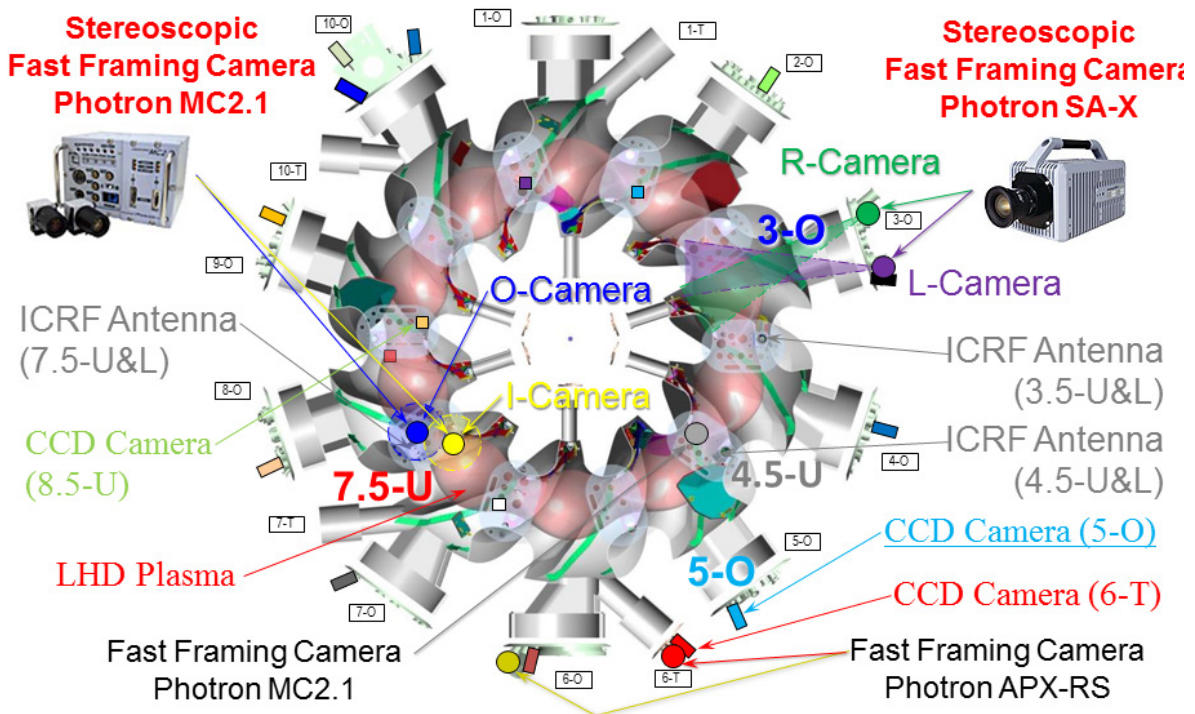 Stereoscopic
Fast Framing Camera
Photron MC2.1
10-O
1-O
1-T
2-O
Stereoscopic
Fast Framing Camera
Photron SA-X
MC2.1
10-T
R-Camera
3-O
3-O
9-O
O-Camera
L-Camera
ICRF Antenna
(7.5-U&L)
ICRF Antenna
(3.5-U&L)
8-O
I-Camera
CCD Camera
(8.5-U)
ICRF Antenna
(4.5-U&L)
4-O
7.5-U
4.5-U
7-T
5-O
CCD Camera (5-O)
LHD Plasma
5-O
7-O
CCD Camera (6-T)
Fast Framing Camera
Photron MC2.1
6-O
6-T
Fast Framing Camera
Photron APX-RS